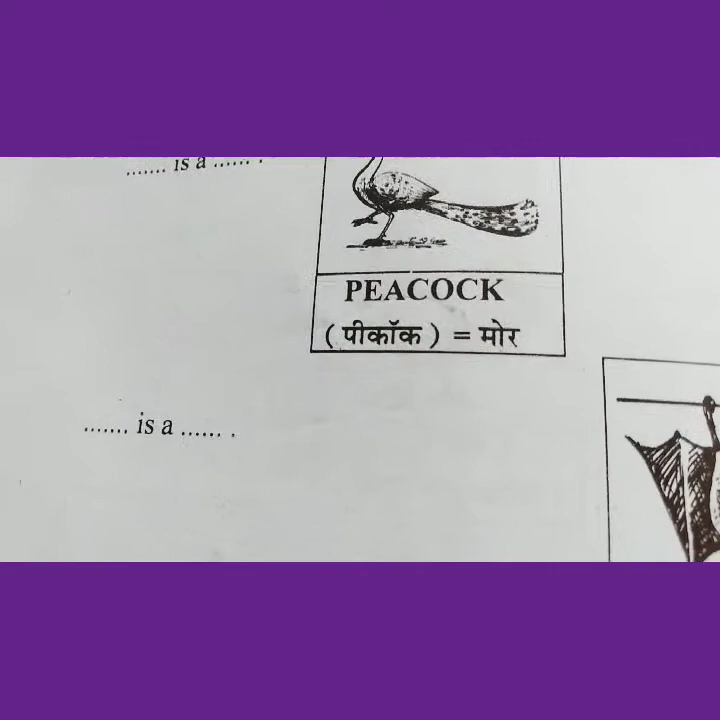 ....... is a ...... .
PEACOCK
( पीकॉक ) = मोर
....... is a ...... .